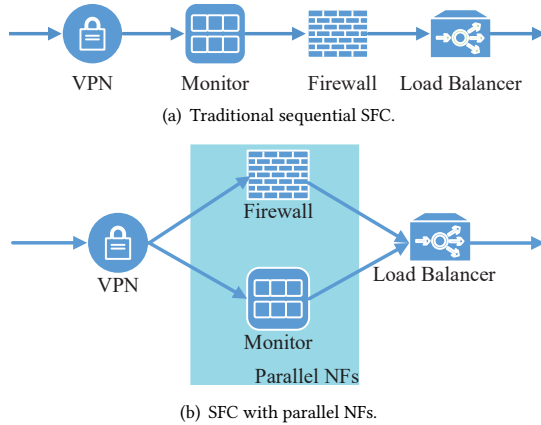 VPN Monitor Firewall Load Balancer
(a) Traditional sequential SFC.
Firewall
VPN
Load Balancer
Monitor
Parallel NFs
(b) SFC with parallel NFs.